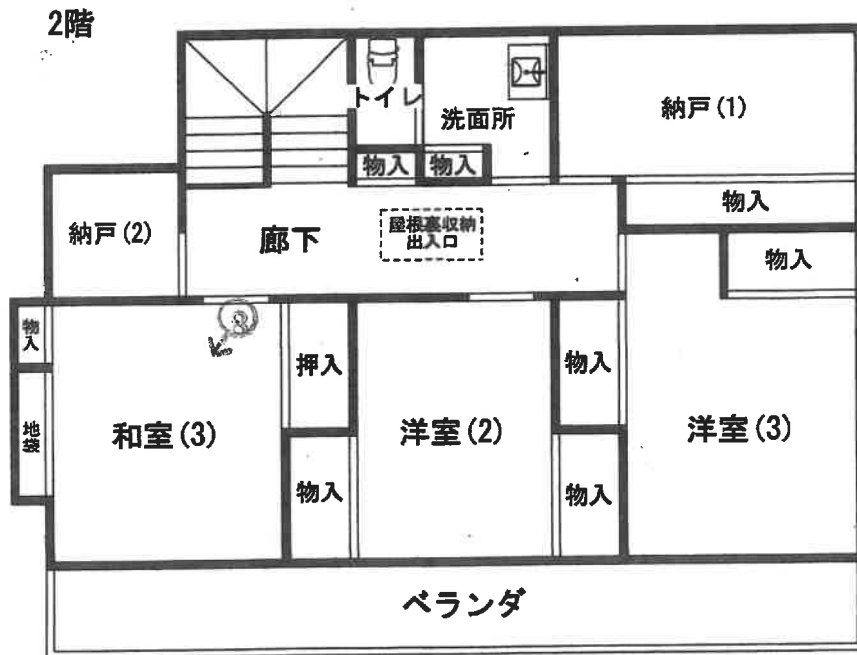 2階
トイレ
洗面所
納戸(1)
物入
物入
物入
納戸(2)
廊下
屋根裏収納
出入口
物入
物入
押入
物入
地袋
和室(3)
洋室(2)
洋室(3)
物入
物入
ベランダ